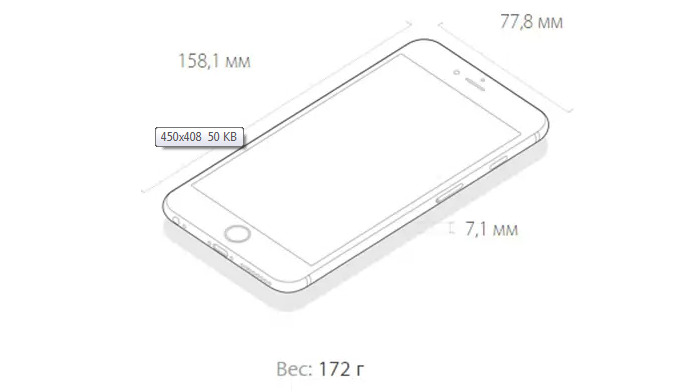 77,8 мм
158,1 мм
450x408 50 KB
7,1 мм
Вес: 172 г